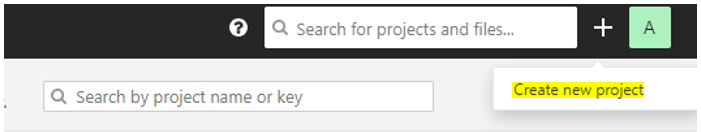 ? Search for projects and files... + A
Create new project
Search by project name or key